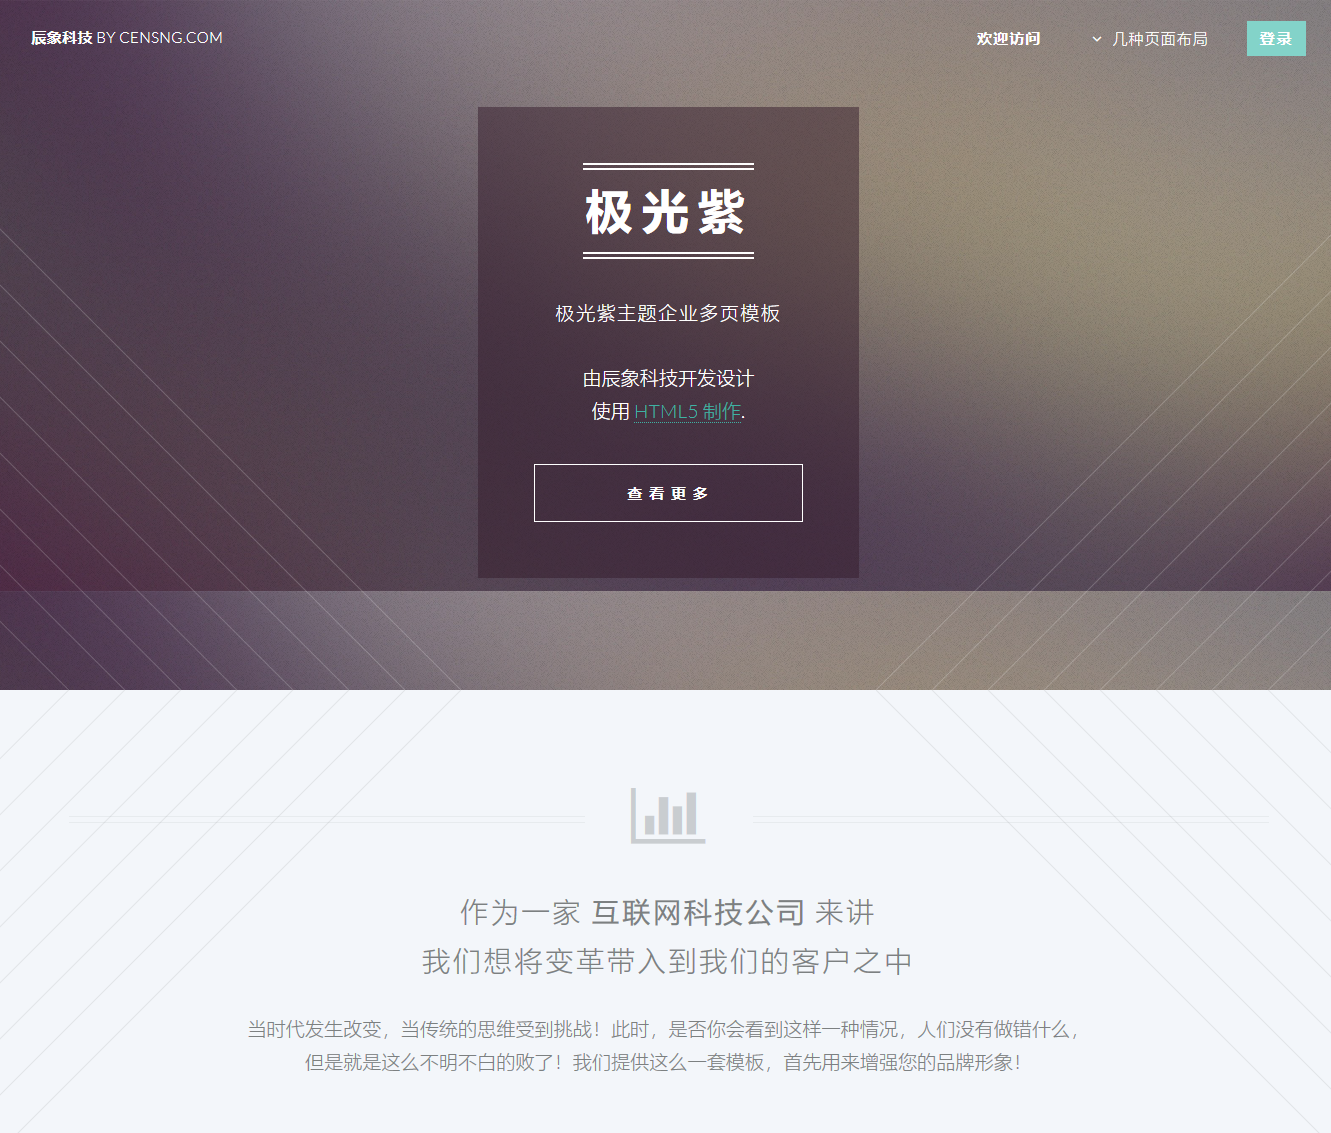 辰象科技 BY CENSNG.COM
欢迎访问
几种页面布局
登录
极光紫
极光紫主题企业多页模板
由辰象科技开发设计
使用 HTML5 制作.
查看更多
作为一家 互联网科技公司 来讲
我们想将变革带入到我们的客户之中
当时代发生改变，当传统的思维受到挑战！此时，是否你会看到这样一种情况，人们没有做错什么，
但是就是这么不明不白的败了！我们提供这么一套模板，首先用来增强您的品牌形象！